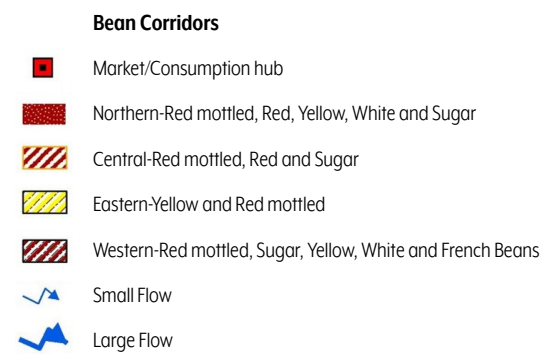 Bean Corridors
Market/Consumption hub
Northern-Red mottled, Red, Yellow, White and Sugar
Central-Red mottled, Red and Sugar
Eastern-Yellow and Red mottled
Western-Red mottled, Sugar, Yellow, White and French Beans
Small Flow
Large Flow